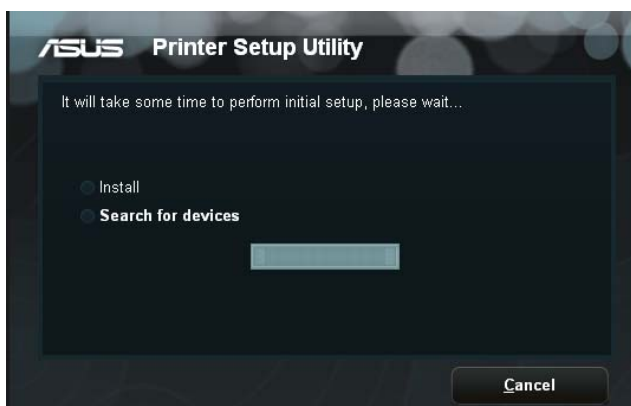 ASUS Printer Setup Utility
It will take some time to perform initial setup, please wait...
Install
Search for devices
Cancel